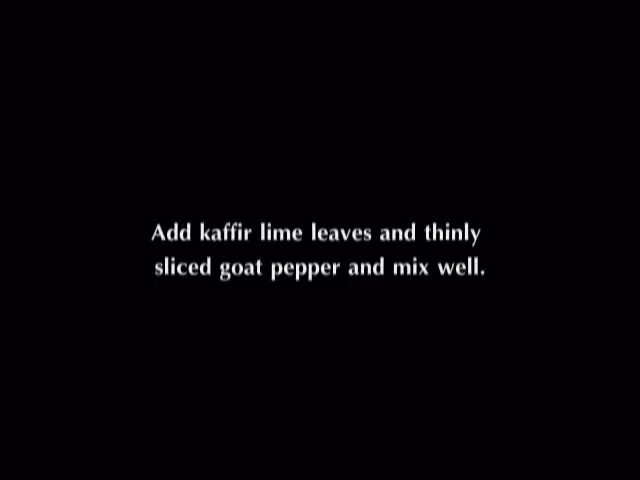 Add kaffir lime leaves and thinly
sliced goat pepper and mix well.